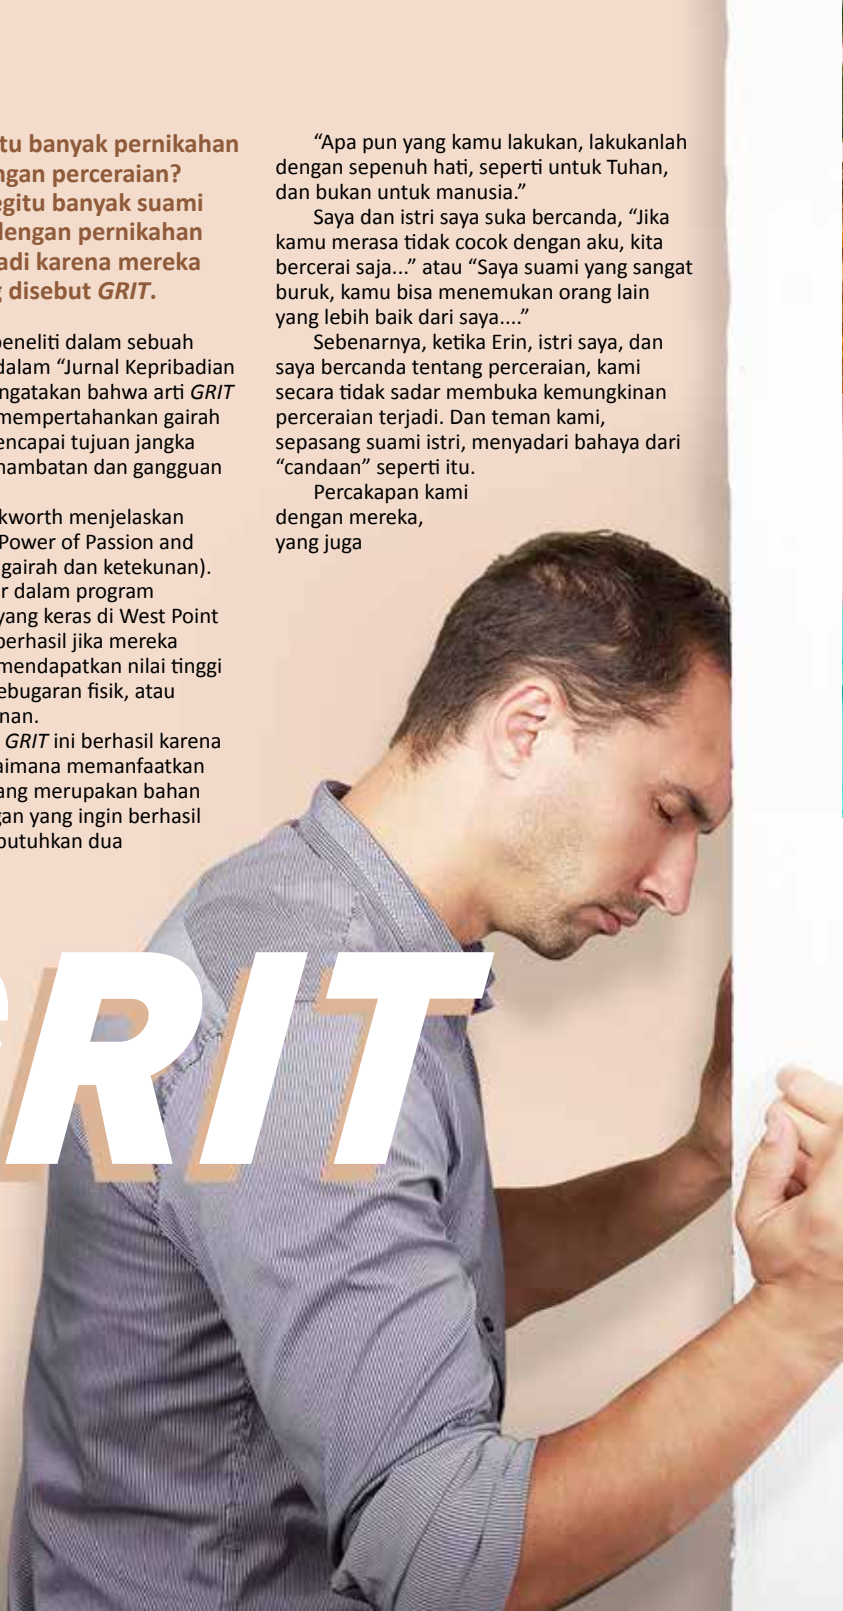 tu banyak pernikahan
ngan perceraian?
egitu banyak suami
dengan pernikahan
adi karena mereka
g disebut GRIT.
peneliti dalam sebuah
dalam “Jurnal Kepribadian
ngatakan bahwa arti GRIT
mempertahankan gairah
encapai tujuan jangka
hambatan dan gangguan
kworth menjelaskan
Power of Passion and
gairah dan ketekunan).
r dalam program
yang keras di West Point
berhasil jika mereka
mendapatkan nilai tinggi
ebugaran fisik, atau
nan.
GRIT ini berhasil karena
aimana memanfaatkan
ang merupakan bahan
gan yang ingin berhasil
butuhkan dua
“Apa pun yang kamu lakukan, lakukanlah
dengan sepenuh hati, seperti untuk Tuhan,
dan bukan untuk manusia.”
Saya dan istri saya suka bercanda, “Jika
kamu merasa tidak cocok dengan aku, kita
bercerai saja...” atau “Saya suami yang sangat
buruk, kamu bisa menemukan orang lain
yang lebih baik dari saya....”
Sebenarnya, ketika Erin, istri saya, dan
saya bercanda tentang perceraian, kami
secara tidak sadar membuka kemungkinan
perceraian terjadi. Dan teman kami,
sepasang suami istri, menyadari bahaya dari
“candaan” seperti itu.
Percakapan kami
dengan mereka,
yang juga
RIT